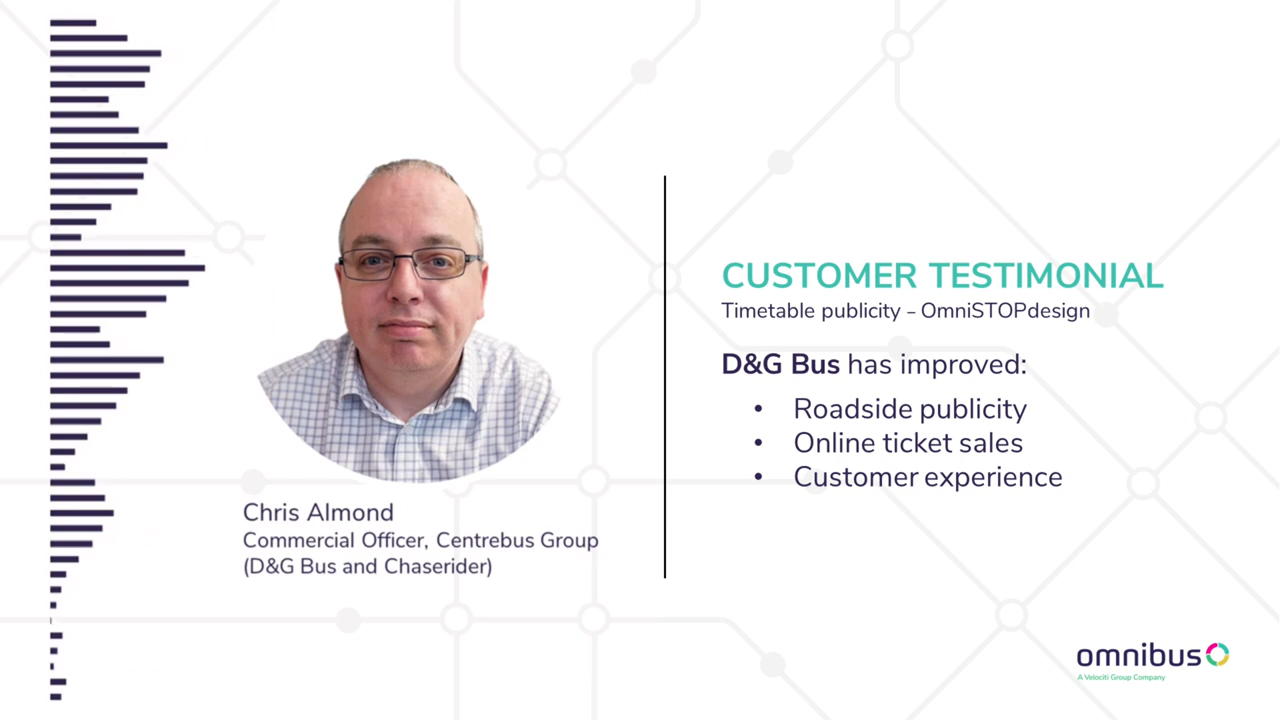 Chris Almond
Commercial Officer, Centrebus Group
(D&G Bus and Chaserider)
CUSTOMER TESTIMONIAL
Timetable publicity – OmniSTOPdesign
D&G Bus has improved:
• Roadside publicity
• Online ticket sales
• Customer experience
omnibus
A Velociti Group Company